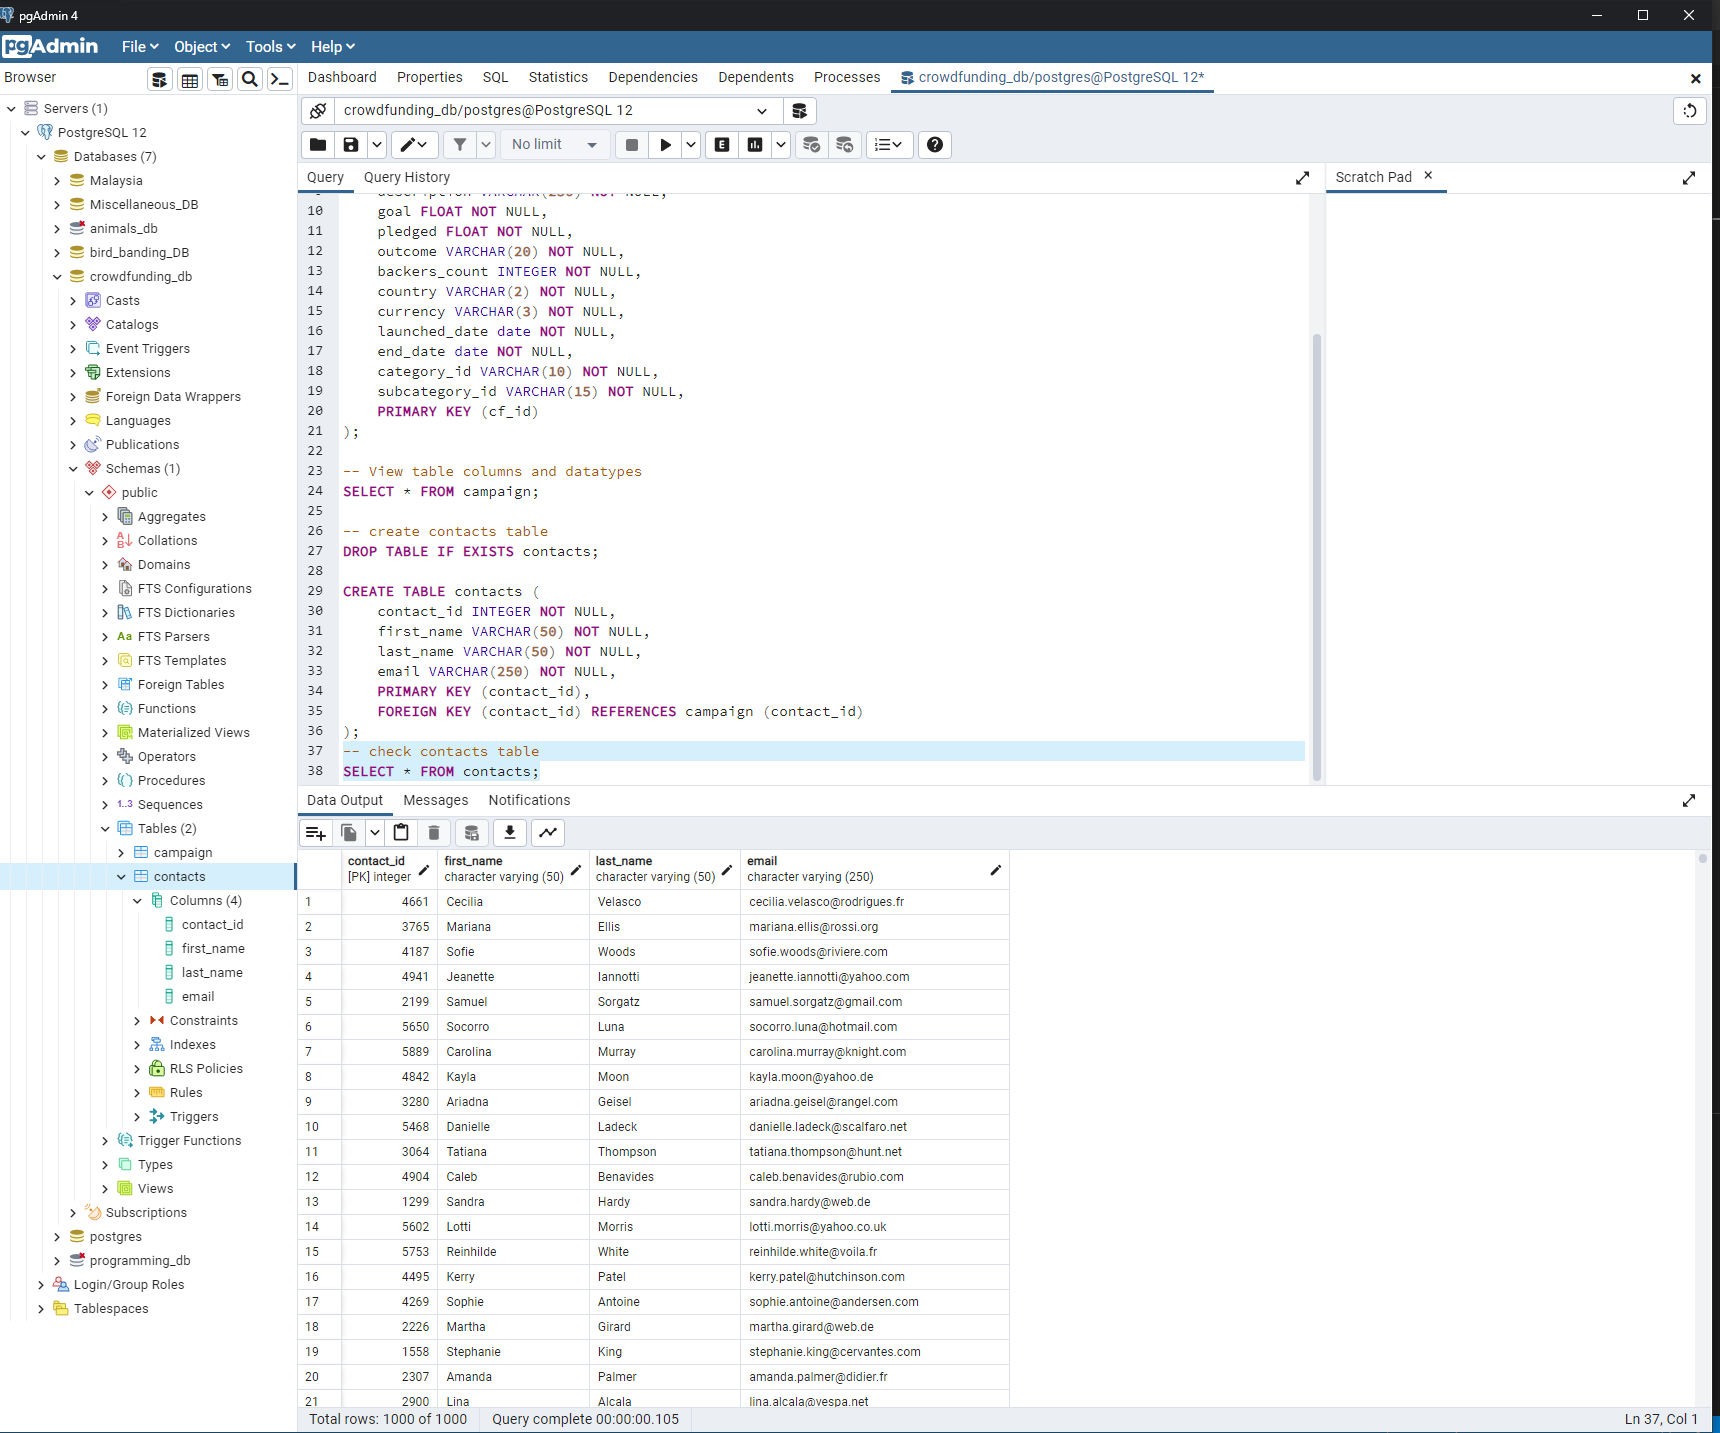 pgAdmin 4
pgAdmin File Object Tools Help
Browser
Dashboard Properties SQL Statistics Dependencies Dependents Processes crowdfunding_db/postgres@PostgreSQL 12*
Servers (1)
PostgreSQL 12
Databases (7)
Malaysia
Miscellaneous_DB
animals_db
bird_banding_DB
crowdfunding_db
Casts
Catalogs
Event Triggers
Extensions
Foreign Data Wrappers
Languages
Publications
Schemas (1)
public
Aggregates
Collations
Domains
FTS Configurations
FTS Dictionaries
Aa FTS Parsers
FTS Templates
Foreign Tables
Functions
Materialized Views
Operators
Procedures
1..3 Sequences
Tables (2)
campaign
contacts
Columns (4)
contact_id
first_name
last_name
email
Constraints
Indexes
RLS Policies
Rules
Triggers
Trigger Functions
Types
Views
Subscriptions
postgres
programming_db
Login/Group Roles
Tablespaces
crowdfunding_db/postgres@PostgreSQL 12
No limit
E
Query Query History
Scratch Pad
description VARCHAR(250) NOT NULL,
10 goal FLOAT NOT NULL,
11 pledged FLOAT NOT NULL,
12 outcome VARCHAR(20) NOT NULL,
13 backers_count INTEGER NOT NULL,
14 country VARCHAR(2) NOT NULL,
15 currency VARCHAR(3) NOT NULL,
16 launched_date date NOT NULL,
17 end_date date NOT NULL,
18 category_id VARCHAR(10) NOT NULL,
19 subcategory_id VARCHAR(15) NOT NULL,
20 PRIMARY KEY (cf_id)
21 );
22
23 -- View table columns and datatypes
24 SELECT * FROM campaign;
25
26 -- create contacts table
27 DROP TABLE IF EXISTS contacts;
28
29 CREATE TABLE contacts (
30 contact_id INTEGER NOT NULL,
31 first_name VARCHAR(50) NOT NULL,
32 last_name VARCHAR(50) NOT NULL,
33 email VARCHAR(250) NOT NULL,
34 PRIMARY KEY (contact_id),
35 FOREIGN KEY (contact_id) REFERENCES campaign (contact_id)
36 );
37 -- check contacts table
38 SELECT * FROM contacts;
Data Output Messages Notifications
contact_id first_name last_name email
[PK] integer character varying (50) character varying (50) character varying (250)
1 4661 Cecilia Velasco cecilia.velasco@rodrigues.fr
2 3765 Mariana Ellis mariana.ellis@rossi.org
3 4187 Sofie Woods sofie.woods@riviere.com
4 4941 Jeanette Iannotti jeanette.iannotti@yahoo.com
5 2199 Samuel Sorgatz samuel.sorgatz@gmail.com
6 5650 Socorro Luna socorro.luna@hotmail.com
7 5889 Carolina Murray carolina.murray@knight.com
8 4842 Kayla Moon kayla.moon@yahoo.de
9 3280 Ariadna Geisel ariadna.geisel@rangel.com
10 5468 Danielle Ladeck danielle.ladeck@scalfaro.net
11 3064 Tatiana Thompson tatiana.thompson@hunt.net
12 4904 Caleb Benavides caleb.benavides@rubio.com
13 1299 Sandra Hardy sandra.hardy@web.de
14 5602 Lotti Morris lotti.morris@yahoo.co.uk
15 5753 Reinhilde White reinhilde.white@voila.fr
16 4495 Kerry Patel kerry.patel@hutchinson.com
17 4269 Sophie Antoine sophie.antoine@andersen.com
18 2226 Martha Girard martha.girard@web.de
19 1558 Stephanie King stephanie.king@cervantes.com
20 2307 Amanda Palmer amanda.palmer@didier.fr
21 2900 Lina Alcala lina.alcala@vespa.net
Total rows: 1000 of 1000 Query complete 00:00:00.105 Ln 37, Col 1